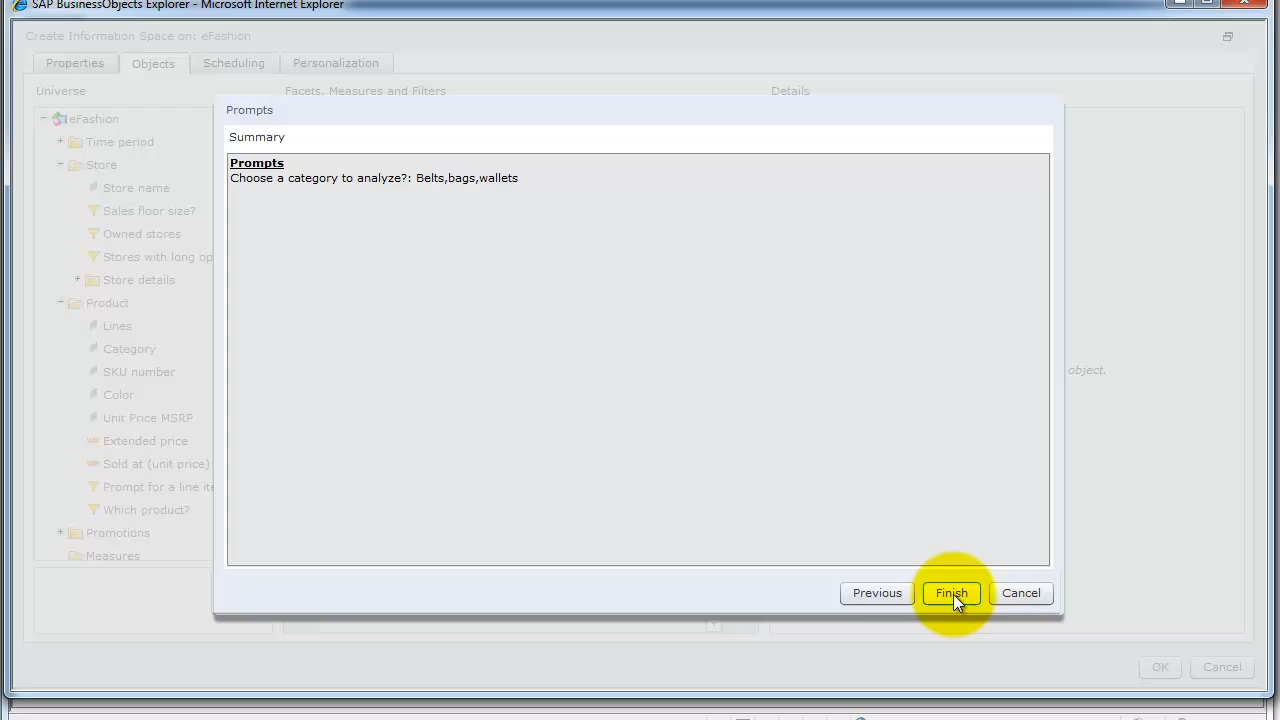 SAP BusinessObjects Explorer - Microsoft Internet Explorer
Create Information Space on: eFashion
Properties
Objects
Scheduling
Personalization
Universe
Facets, Measures and Filters
Details
eFashion
Time period
Store
Store name
Sales floor size?
Owned stores
Stores with long op
Store details
Product
Lines
Category
SKU number
Color
Unit Price MSRP
Extended price
Sold at (unit price)
Prompt for a line ite
Which product?
Promotions
Measures
Prompts
Summary
Prompts
Choose a category to analyze?: Belts,bags,wallets
object.
Previous
Finish
Cancel
OK
Cancel